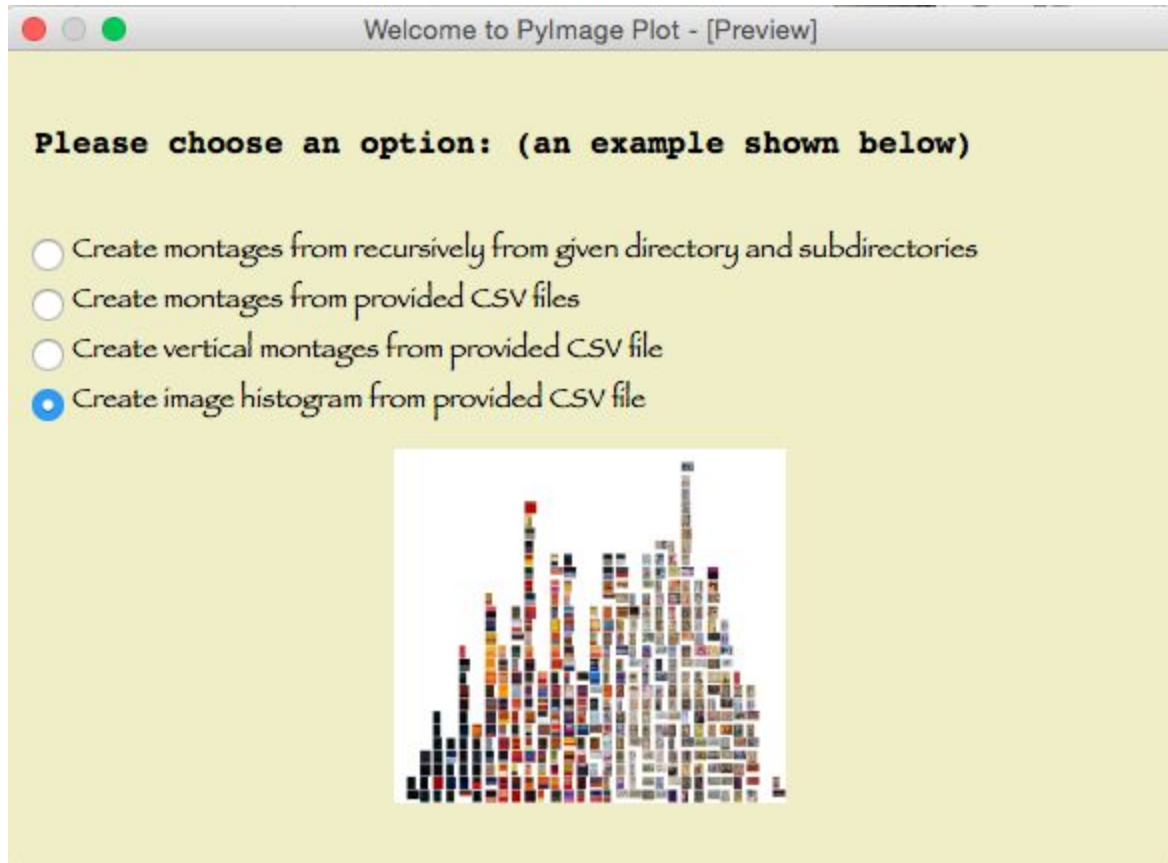 Welcome to PyImage Plot - [Preview]
Please choose an option: (an example shown below)
Create montages from recursively from given directory and subdirectories
Create montages from provided CSV files
Create vertical montages from provided CSV file
Create image histogram from provided CSV file